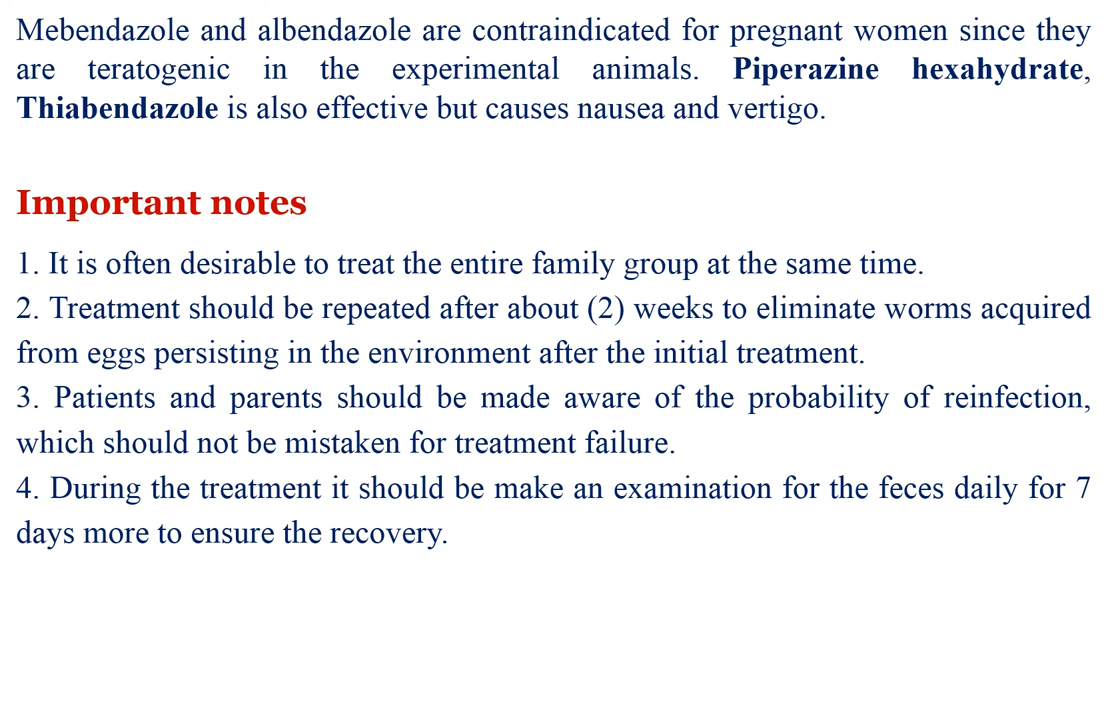 Mebendazole and albendazole are contraindicated for pregnant women since they
are teratogenic in the experimental animals. Piperazine hexahydrate,
Thiabendazole is also effective but causes nausea and vertigo.
Important notes
1. It is often desirable to treat the entire family group at the same time.
2. Treatment should be repeated after about (2) weeks to eliminate worms acquired
from eggs persisting in the environment after the initial treatment.
3. Patients and parents should be made aware of the probability of reinfection,
which should not be mistaken for treatment failure.
4. During the treatment it should be make an examination for the feces daily for 7
days more to ensure the recovery.